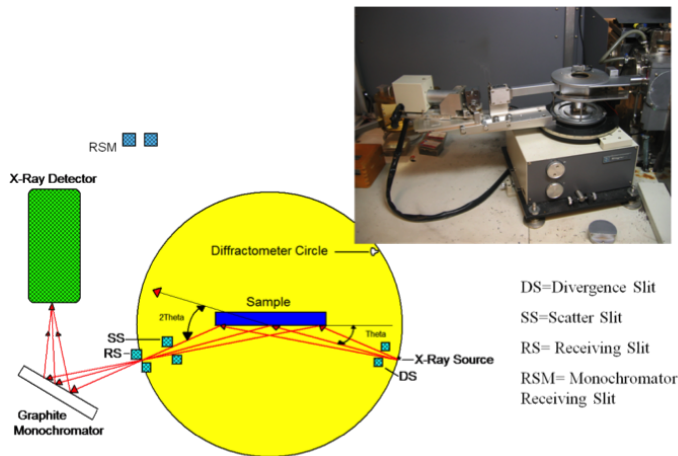 RSM
X-Ray Detector
Diffractometer Circle
Sample
2Theta
Theta
SS
RS
X-Ray Source
DS
Graphite
Monochromator
DS=Divergence Slit
SS=Scatter Slit
RS= Receiving Slit
RSM= Monochromator
Receiving Slit